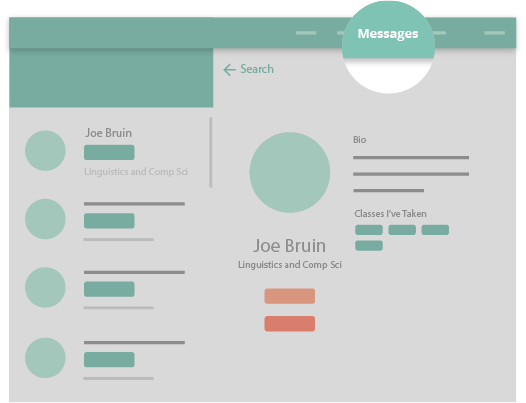 Messages
Search
Joe Bruin
Linguistics and Comp Sci
Bio
Classes I've Taken
Joe Bruin
Linguistics and Comp Sci